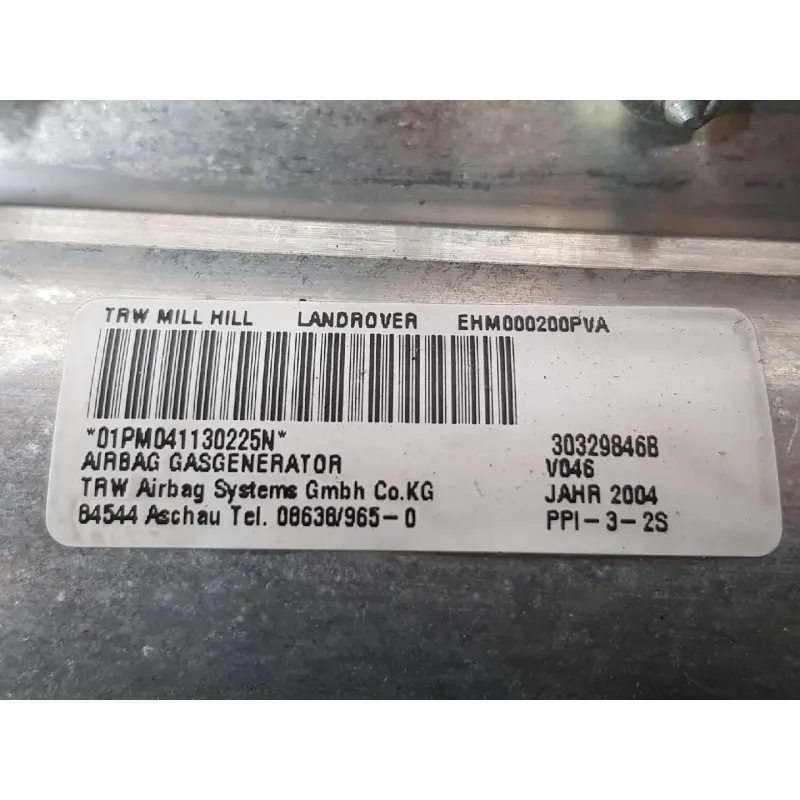 TRW MILL HILL LANDROVER EHM000200PVA
*01PM041130225N* 30329846B
AIRBAG GASGENERATOR V046
TRW Airbag Systems Gmbh Co.KG JAHR 2004
84544 Aschau Tel. 08638/965-0 PPI-3-2S